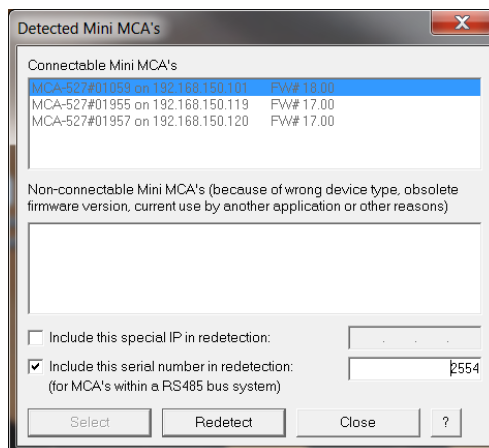 Detected Mini MCA's
X
Connectable Mini MCA's
MCA-527#01059 on 192.168.150.101 FW# 18.00
MCA-527#01955 on 192.168.150.119 FW# 17.00
MCA-527#01957 on 192.168.150.120 FW# 17.00
Non-connectable Mini MCA's (because of wrong device type, obsolete
firmware version, current use by another application or other reasons)
Include this special IP in redetection: . . .
Include this serial number in redetection: 2554
(for MCA's within a RS485 bus system)
Select Redetect Close ?